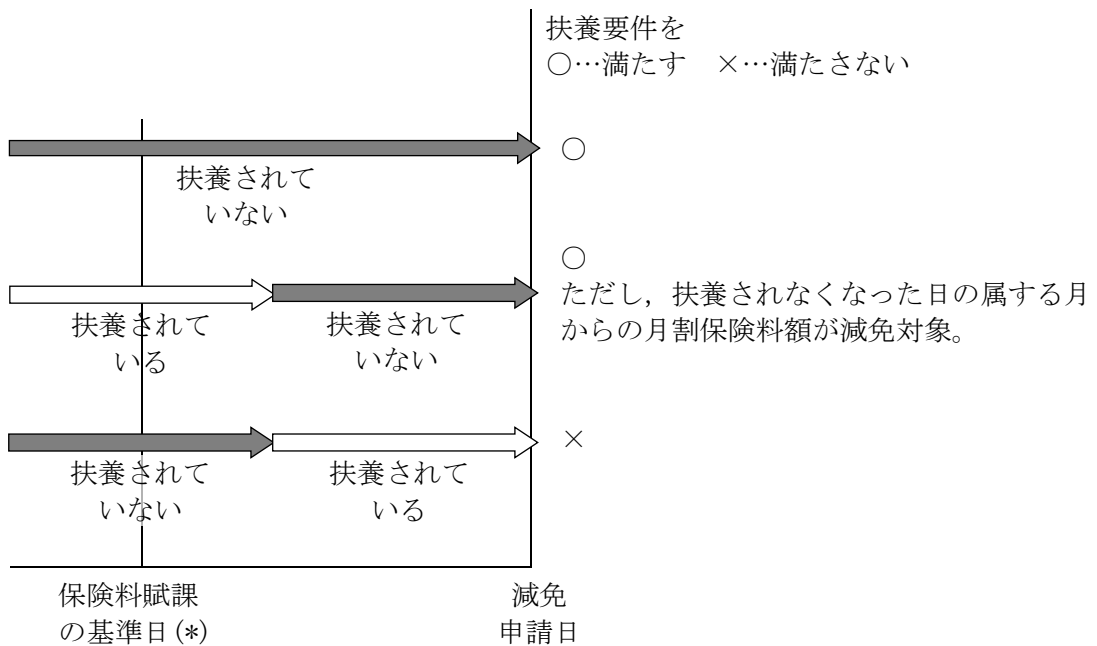 扶養要件を
○…満たす　×…満たさない
○
扶養されて
いない
○
ただし，扶養されなくなった日の属する月
からの月割保険料額が減免対象。
扶養されて
いる
扶養されて
いない
×
扶養されて
いない
扶養されて
いる
保険料賦課
の基準日(*)
減免
申請日